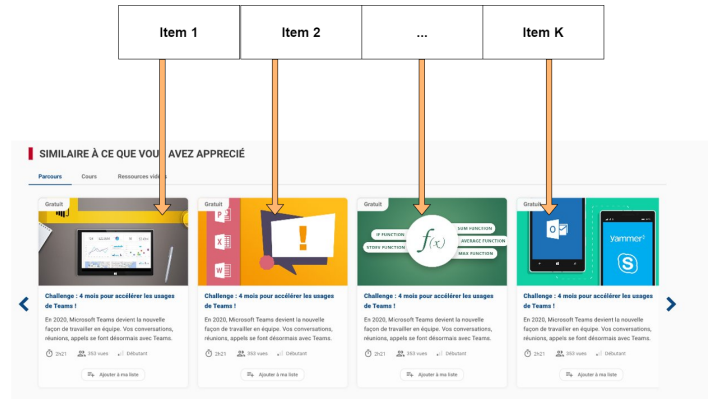 Item 1 Item 2 ... Item K
SIMILAIRE À CE QUE VOUS AVEZ APPRECIÉ
Parcours Cours Ressources vidéos
Gratuit Gratuit Gratuit Gratuit
P
X
W
IF FUNCTION
STDEV FUNCTION
f(x)
SUM FUNCTION
AVERAGE FUNCTION
MAX FUNCTION
O
yammer
S
Challenge : 4 mois pour accélérer les usages
de Teams !
En 2020, Microsoft Teams devient la nouvelle
façon de travailler en équipe. Vos conversations,
réunions, appels se font désormais avec Teams.
2h21 353 vues Débutant
Ajouter à ma liste
Challenge : 4 mois pour accélérer les usages
de Teams !
En 2020, Microsoft Teams devient la nouvelle
façon de travailler en équipe. Vos conversations,
réunions, appels se font désormais avec Teams.
2h21 353 vues Débutant
Ajouter à ma liste
Challenge : 4 mois pour accélérer les usages
de Teams !
En 2020, Microsoft Teams devient la nouvelle
façon de travailler en équipe. Vos conversations,
réunions, appels se font désormais avec Teams.
2h21 353 vues Débutant
Ajouter à ma liste
Challenge : 4 mois pour accélérer les usages
de Teams !
En 2020, Microsoft Teams devient la nouvelle
façon de travailler en équipe. Vos conversations,
réunions, appels se font désormais avec Teams.
2h21 353 vues Débutant
Ajouter à ma liste